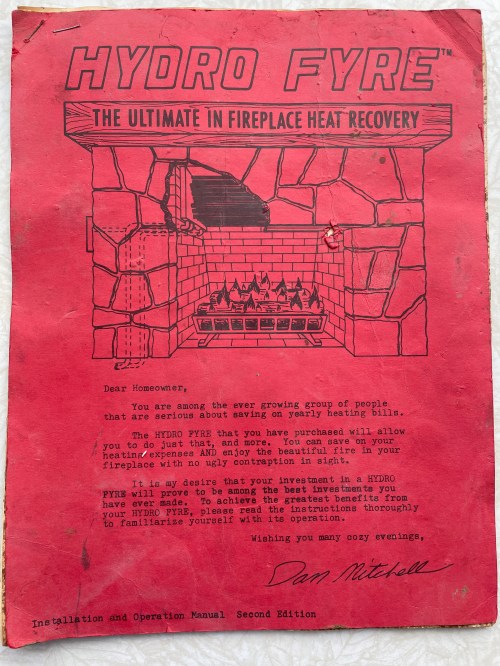 HYDRO FYRE™
THE ULTIMATE IN FIREPLACE HEAT RECOVERY
Dear Homeowner,
You are among the ever growing group of people
that are serious about saving on yearly heating bills.
The HYDRO FYRE that you have purchased will allow
you to do just that, and more. You can save on your
heating expenses AND enjoy the beautiful fire in your
fireplace with no ugly contraption in sight.
It is my desire that your investment in a HYDRO
FYRE will prove to be among the best investments you
have ever made. To achieve the greatest benefits from
your HYDRO FYRE, please read the instructions thoroughly
to familiarize yourself with its operation.
Wishing you many cozy evenings,
Dan Mitchell
Installation and Operation Manual Second Edition